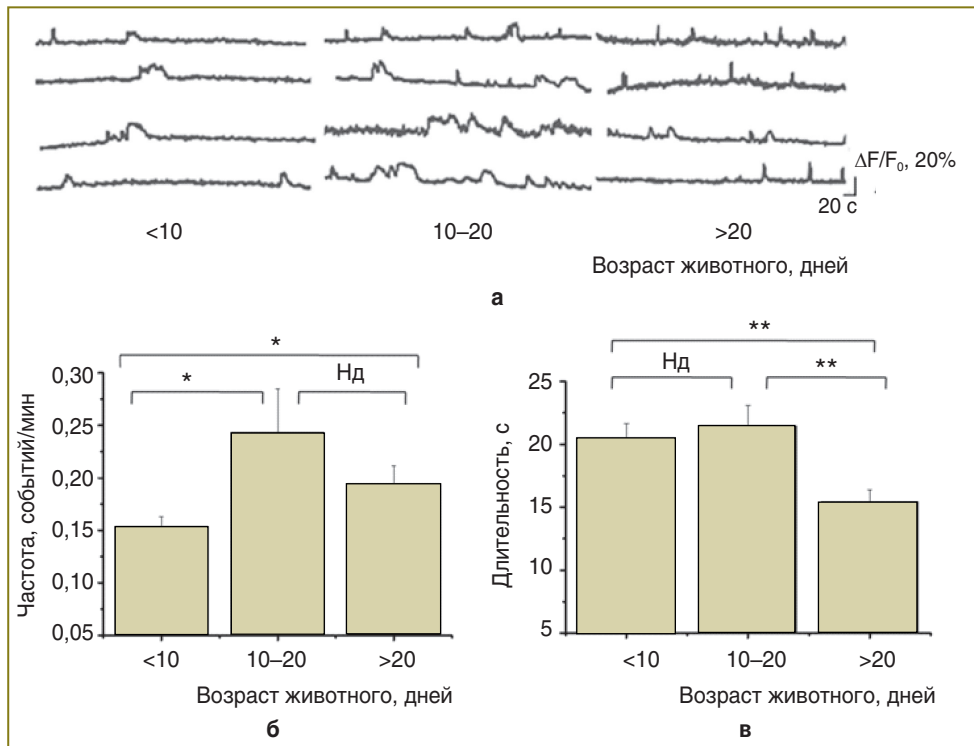 ΔF/F₀, 20%
20 с
<10 10–20 >20
Возраст животного, дней
а
* Нд *
Частота, событий/мин
0,30
0,25
0,20
0,15
0,10
0,05
<10 10–20 >20
Возраст животного, дней
б
** Нд **
Длительность, с
25
20
15
10
5
<10 10–20 >20
Возраст животного, дней
в